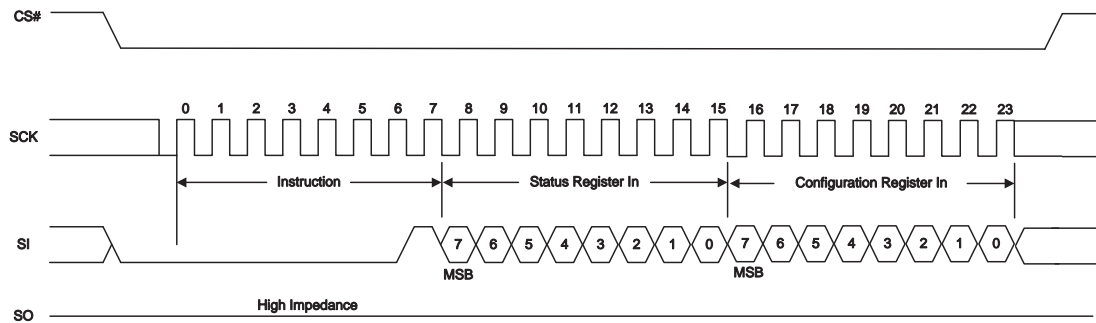 CS#
0 1 2 3 4 5 6 7 8 9 10 11 12 13 14 15 16 17 18 19 20 21 22 23
SCK
Instruction Status Register In Configuration Register In
SI 7 6 5 4 3 2 1 0 7 6 5 4 3 2 1 0
MSB MSB
High Impedance
SO